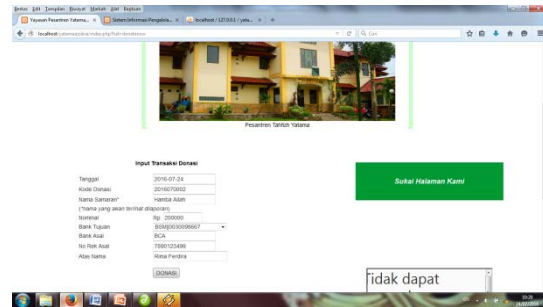 Yayasan Pesantren Yatama...
Sistem Informasi Pengelola...
localhost / 127.0.0.1 / yata...
Pesantren Tahfizh Yatama
Input Transaksi Donasi
Tanggal 2016-07-24
Kode Donasi 2016070002
Nama Samaran* Hamba Allah
(*nama yang akan terlihat dilaporan)
Nominal Rp. 200000
Bank Tujuan BSM|0030098667
Bank Asal BCA
No Rek Asal 7690123499
Atas Nama Rima Ferdira
DONASI
Sukai Halaman Kami
Tidak dapat